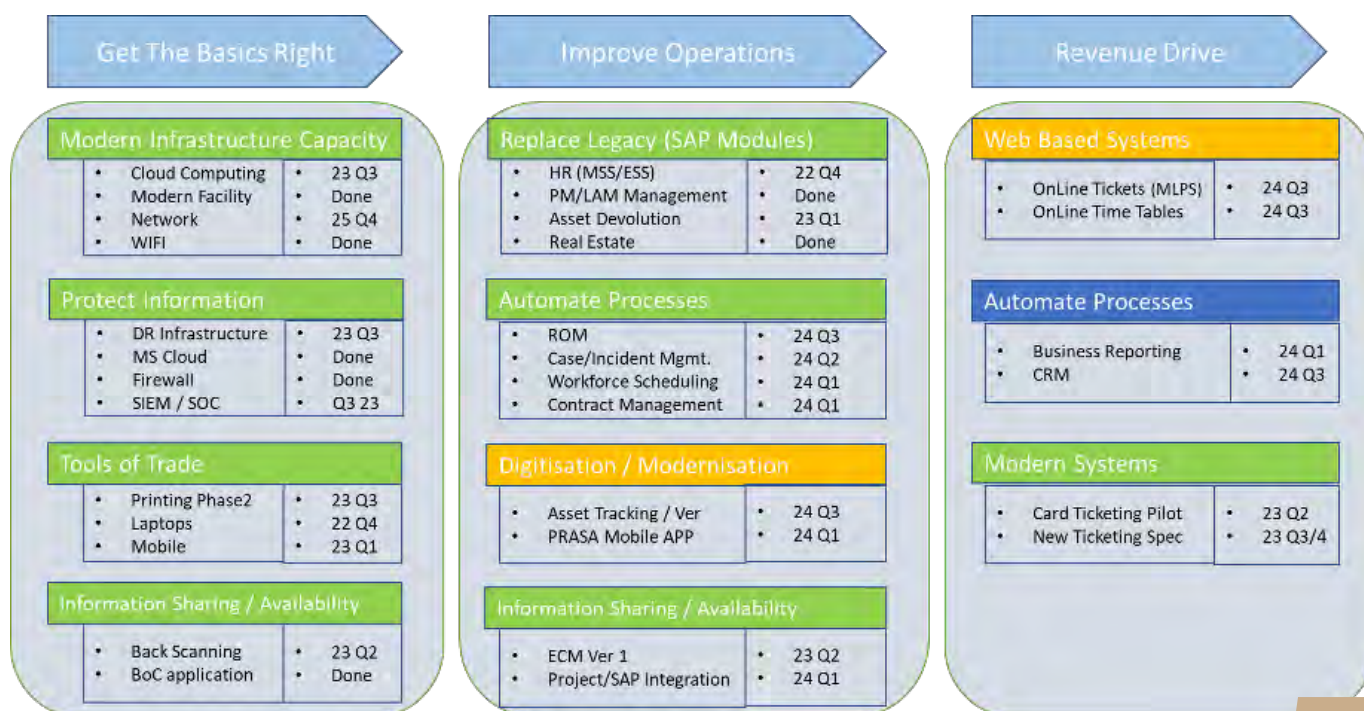 Get The Basics Right
Modern Infrastructure Capacity
• Cloud Computing • 23 Q3
• Modern Facility • Done
• Network • 25 Q4
• WIFI • Done
Protect Information
• DR Infrastructure • 23 Q3
• MS Cloud • Done
• Firewall • Done
• SIEM / SOC • Q3 23
Tools of Trade
• Printing Phase2 • 23 Q3
• Laptops • 22 Q4
• Mobile • 23 Q1
Information Sharing / Availability
• Back Scanning • 23 Q2
• BoC application • Done
Improve Operations
Replace Legacy (SAP Modules)
• HR (MSS/ESS) • 22 Q4
• PM/LAM Management • Done
• Asset Devolution • 23 Q1
• Real Estate • Done
Automate Processes
• ROM • 24 Q3
• Case/Incident Mgmt. • 24 Q2
• Workforce Scheduling • 24 Q1
• Contract Management • 24 Q1
Digitisation / Modernisation
• Asset Tracking / Ver • 24 Q3
• PRASA Mobile APP • 24 Q1
Information Sharing / Availability
• ECM Ver 1 • 23 Q2
• Project/SAP Integration • 24 Q1
Revenue Drive
Web Based Systems
• OnLine Tickets (MLPS) • 24 Q3
• OnLine Time Tables • 24 Q3
Automate Processes
• Business Reporting • 24 Q1
• CRM • 24 Q3
Modern Systems
• Card Ticketing Pilot • 23 Q2
• New Ticketing Spec • 23 Q3/4